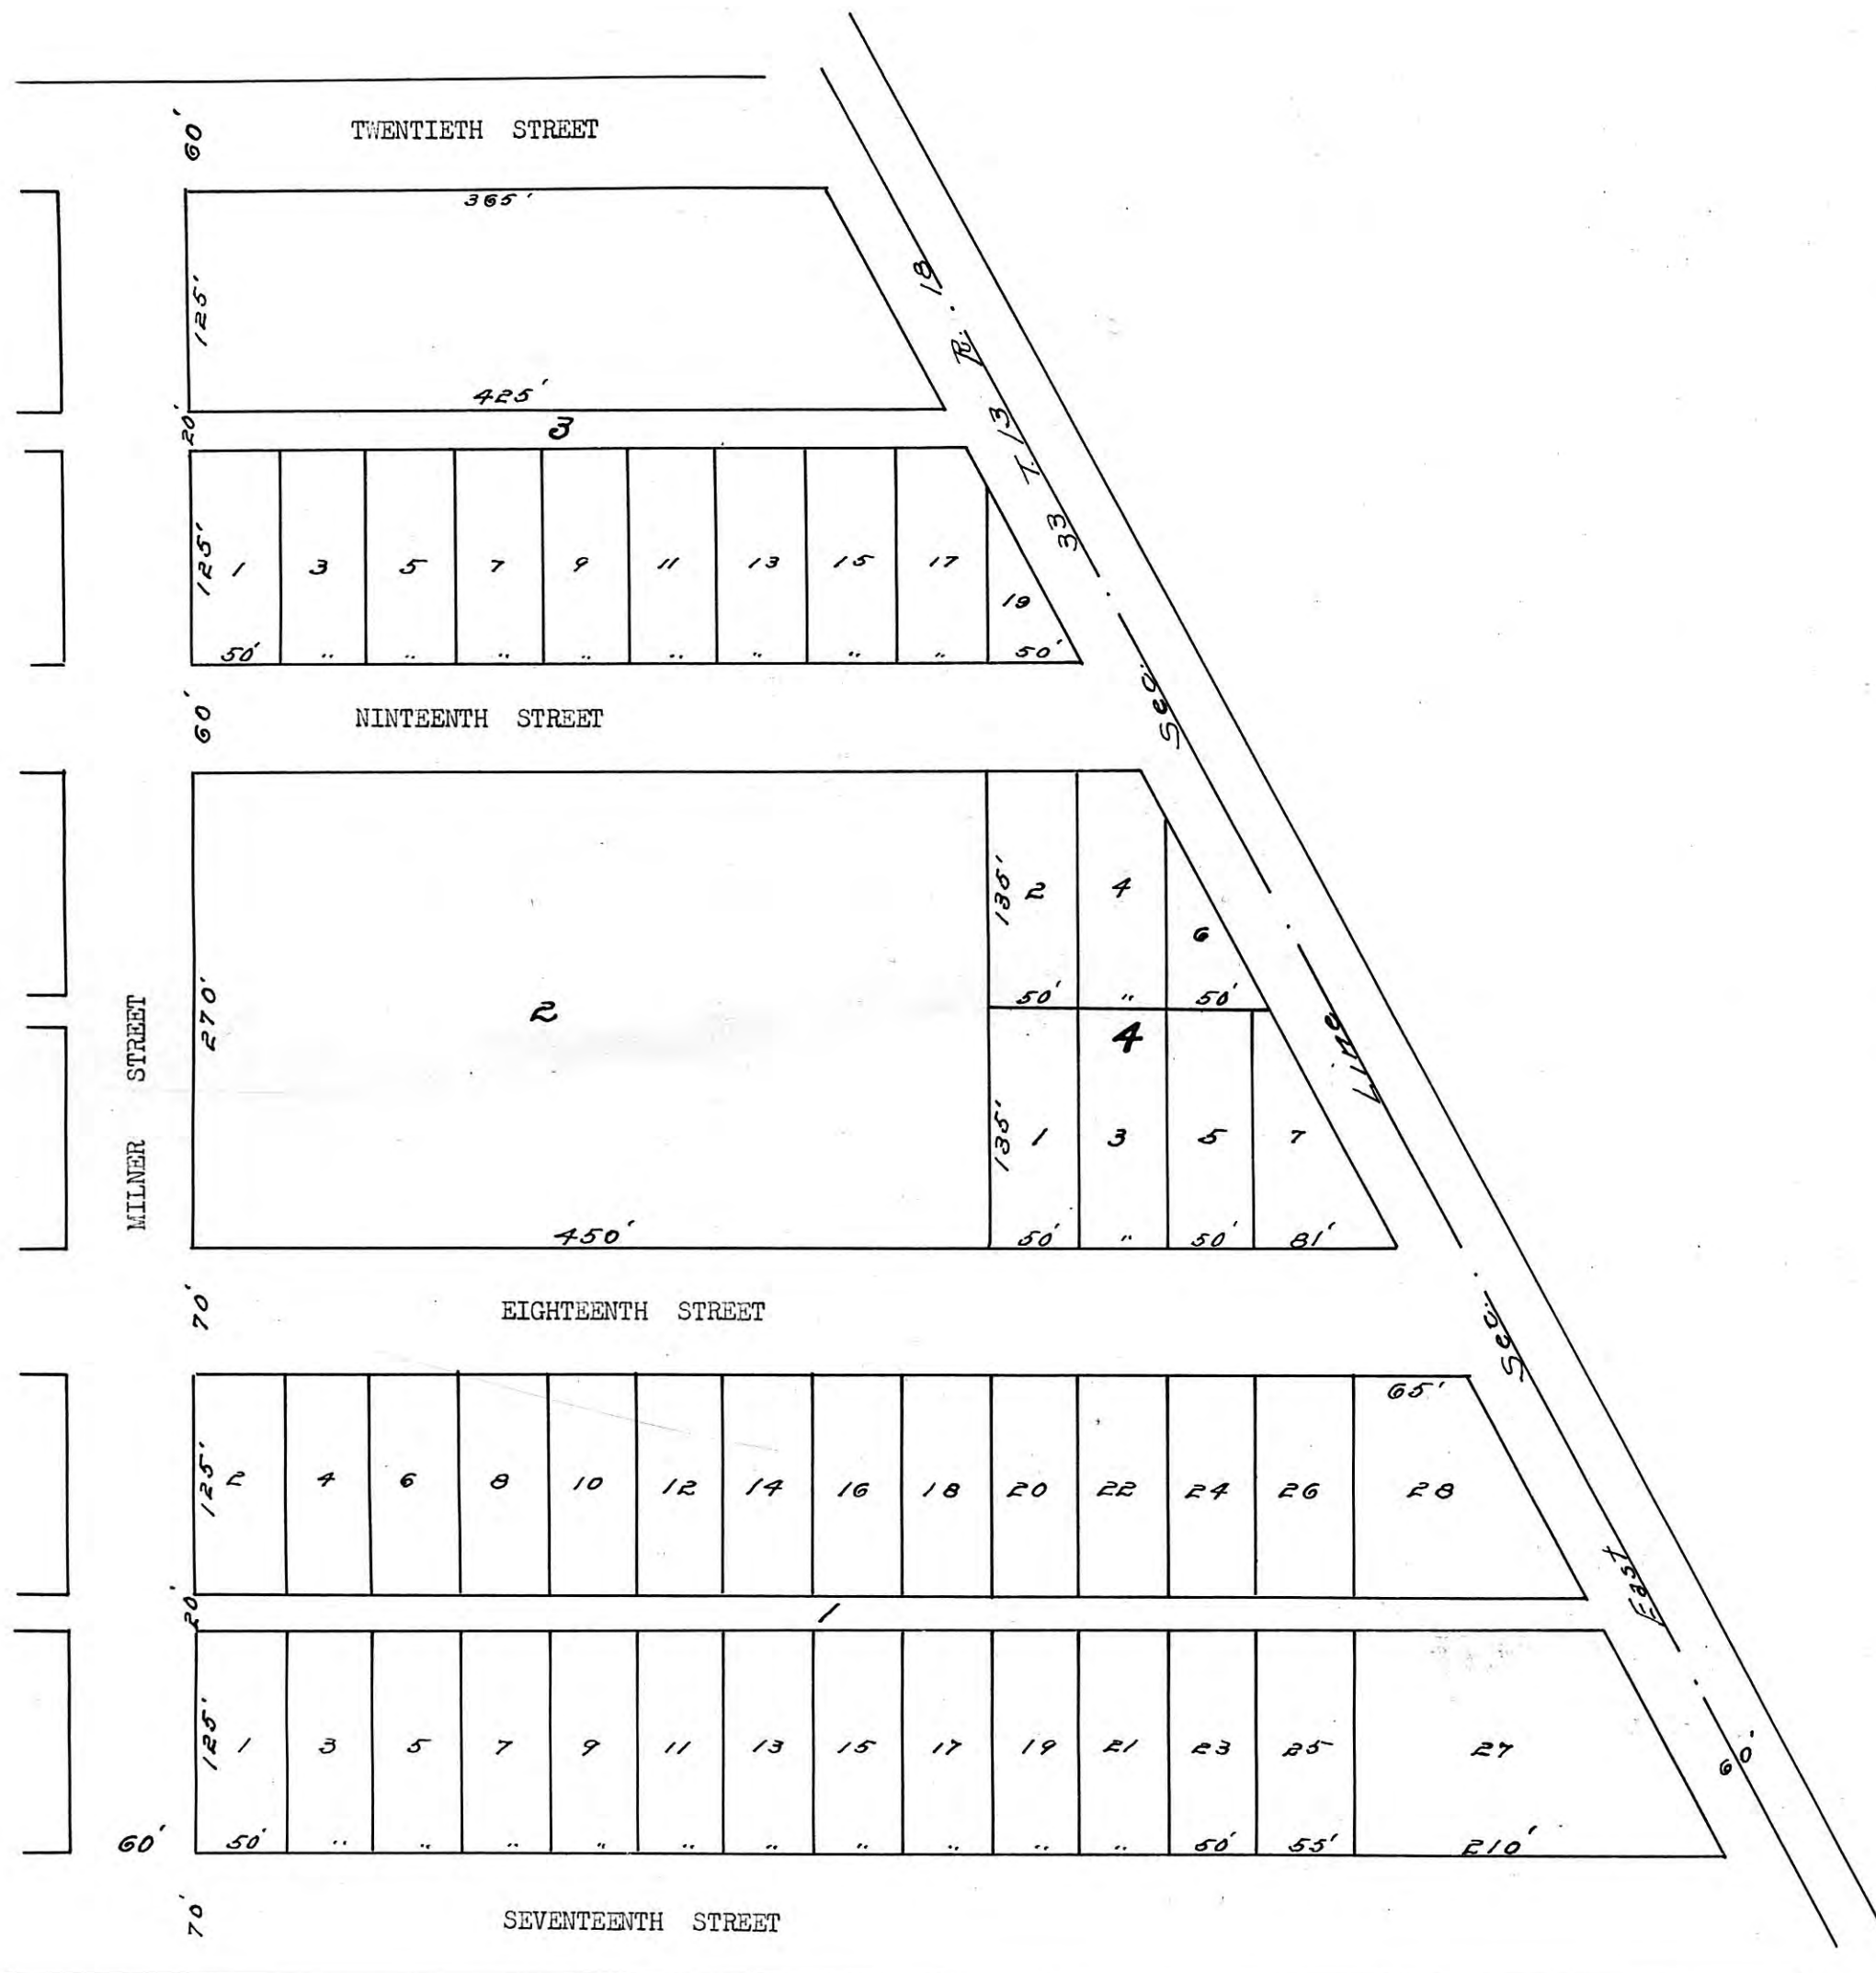 60'
TWENTIETH STREET
365'
125'
425'
20'
3
125'
1 3 5 7 9 11 13 15 17 19
50' " " " " " " " " 50'
60'
NINTEENTH STREET
270'
2
450'
135'
2 4 6
50' " 50'
4
135'
1 3 5 7
50' " 50' 81'
MILNER STREET
70'
EIGHTEENTH STREET
65'
125'
2 4 6 8 10 12 14 16 18 20 22 24 26 28
20'
1
125'
1 3 5 7 9 11 13 15 17 19 21 23 25 27
60' 50' " " " " " " " " " " 50' 55' 210'
70'
SEVENTEENTH STREET
East Sec. Line Sec. 33 T. 13 R. 18
60'